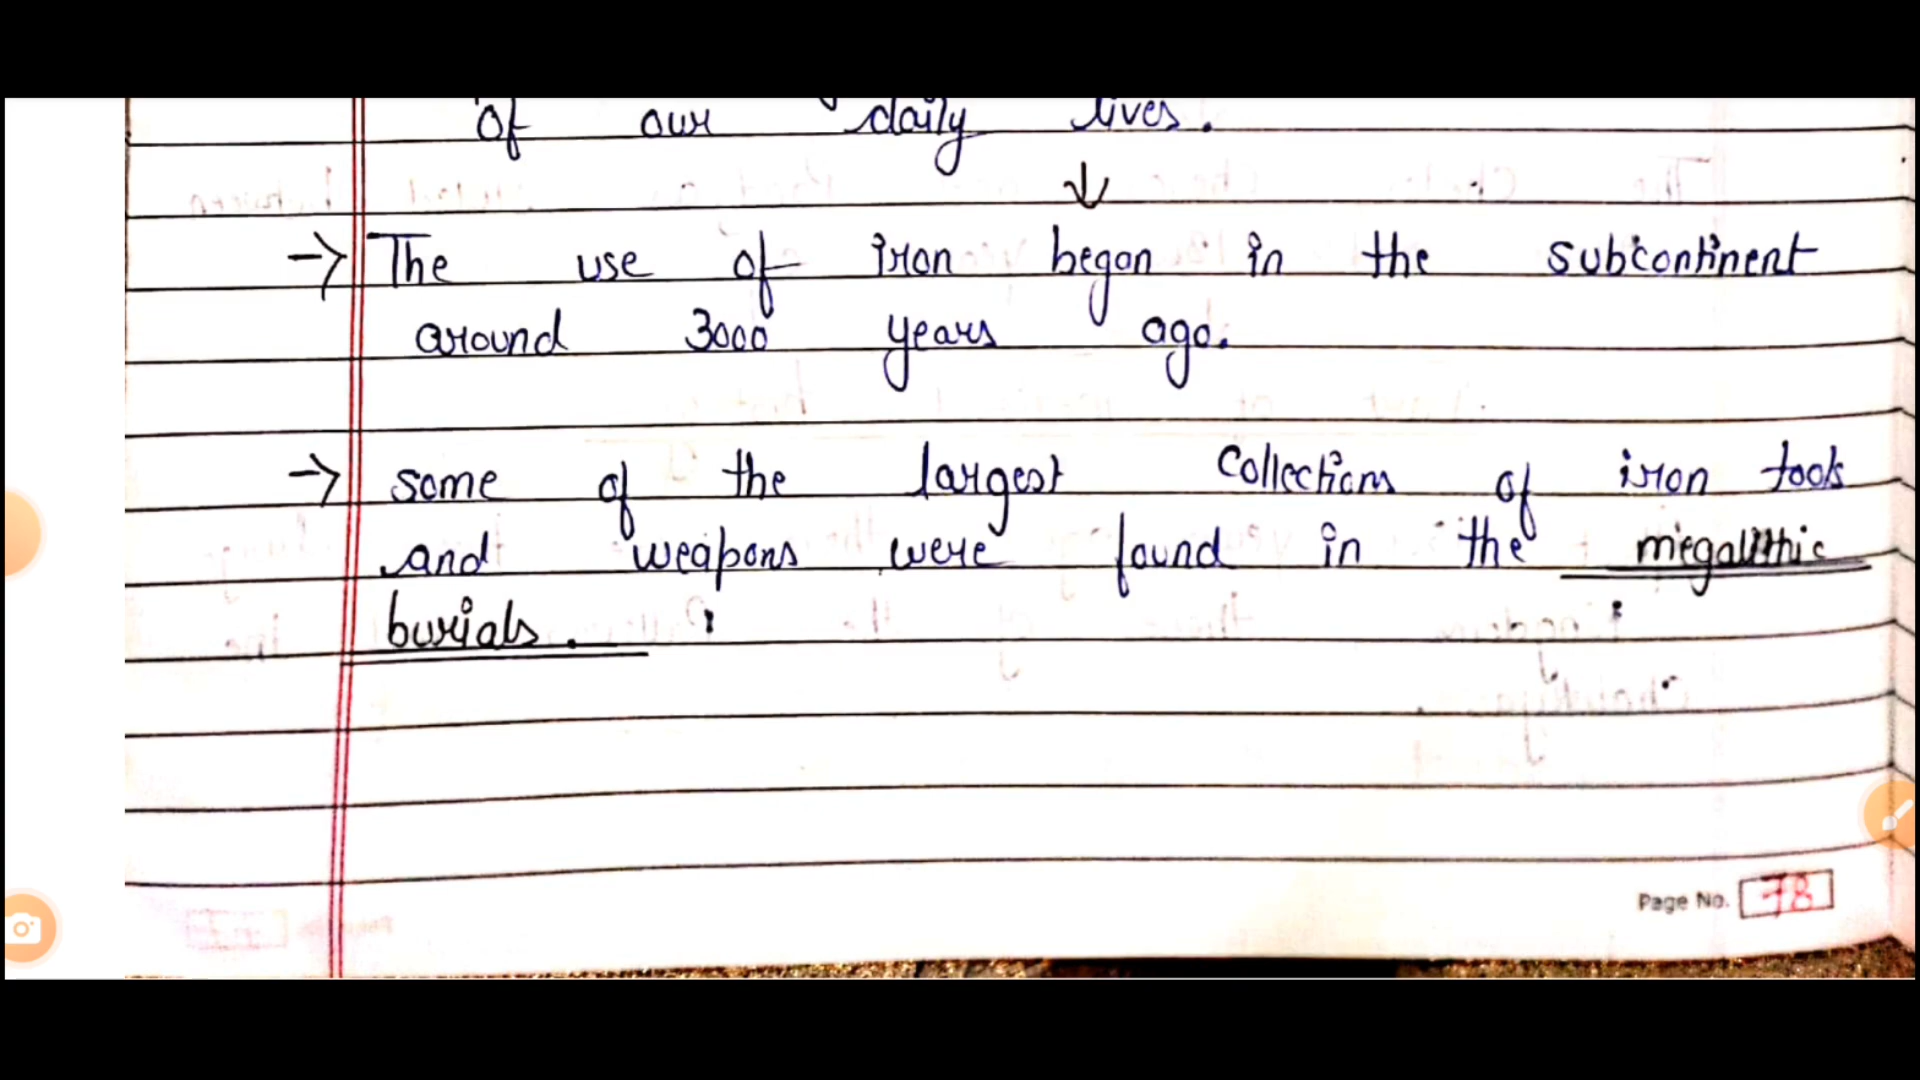 of our daily lives.
↓
→ The use of iron began in the subcontinent
around 3000 years ago.
→ some of the largest collections of iron tools
and weapons were found in the megalithic
burials.
Page No. 78